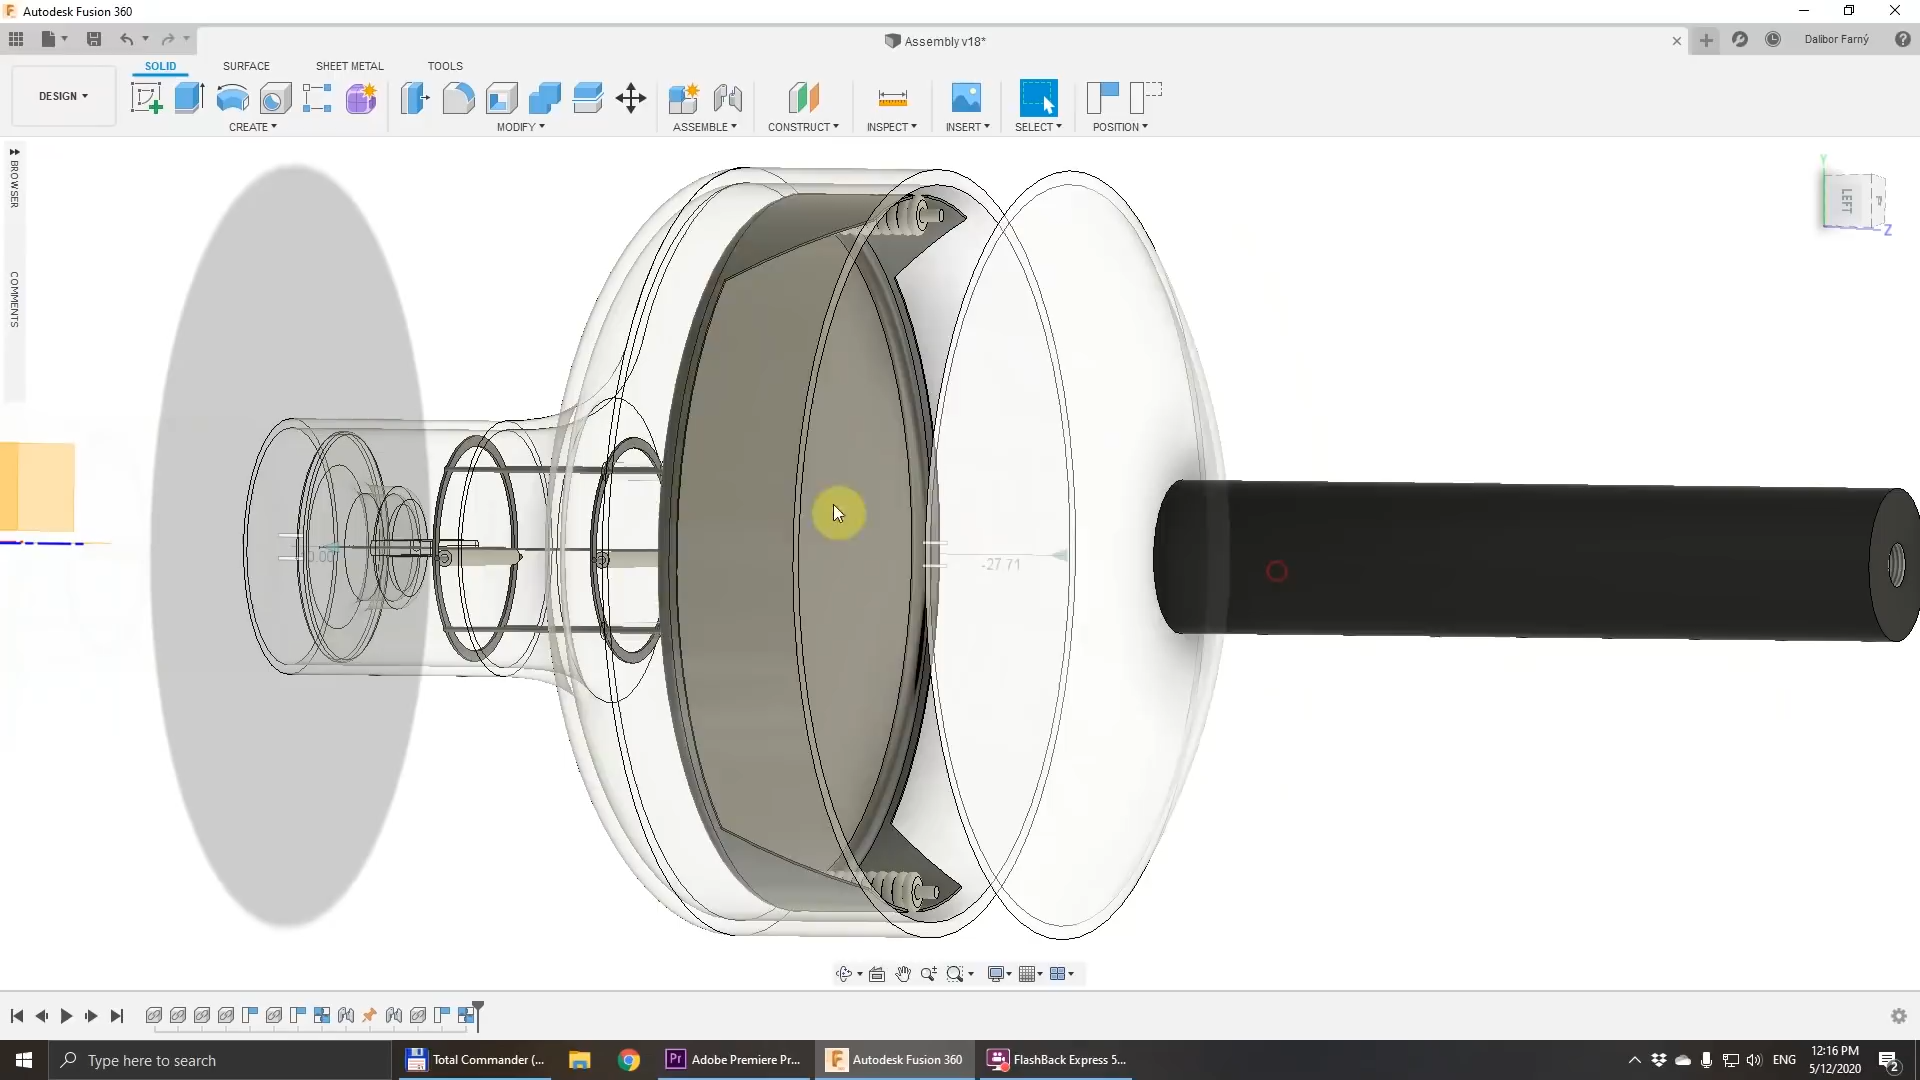 Autodesk Fusion 360
Assembly v18*
Dalibor Farný
DESIGN
SOLID
SURFACE
SHEET METAL
TOOLS
CREATE
MODIFY
ASSEMBLE
CONSTRUCT
INSPECT
INSERT
SELECT
POSITION
BROWSER
COMMENTS
Y
LEFT
Z
-27.71
Type here to search
Total Commander (...
Pr
Adobe Premiere Pr...
Autodesk Fusion 360
FlashBack Express 5...
ENG
12:16 PM
5/12/2020
2